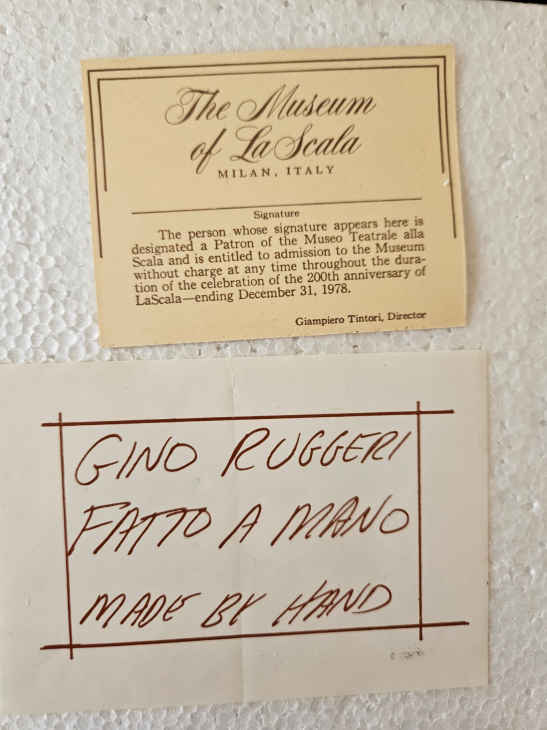 The Museum
of La Scala
MILAN, ITALY
Signature
The person whose signature appears here is
designated a Patron of the Museo Teatrale alla
Scala and is entitled to admission to the Museum
without charge at any time throughout the dura-
tion of the celebration of the 200th anniversary of
LaScala—ending December 31, 1978.
Giampiero Tintori, Director
GINO RUGGERI
FATTO A MANO
MADE BY HAND